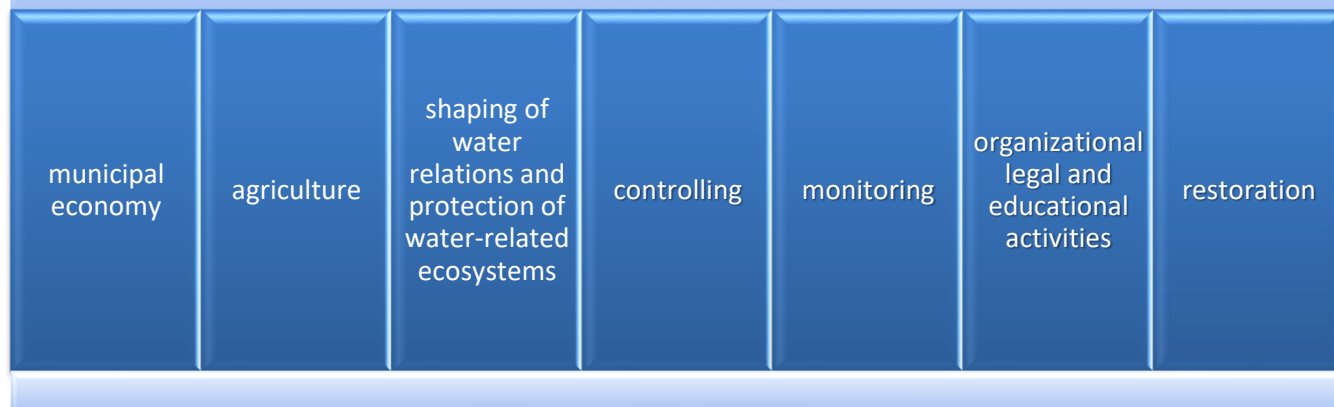 municipal
economy
agriculture
shaping of
water
relations and
protection of
water-related
ecosystems
controlling
monitoring
organizational
legal and
educational
activities
restoration